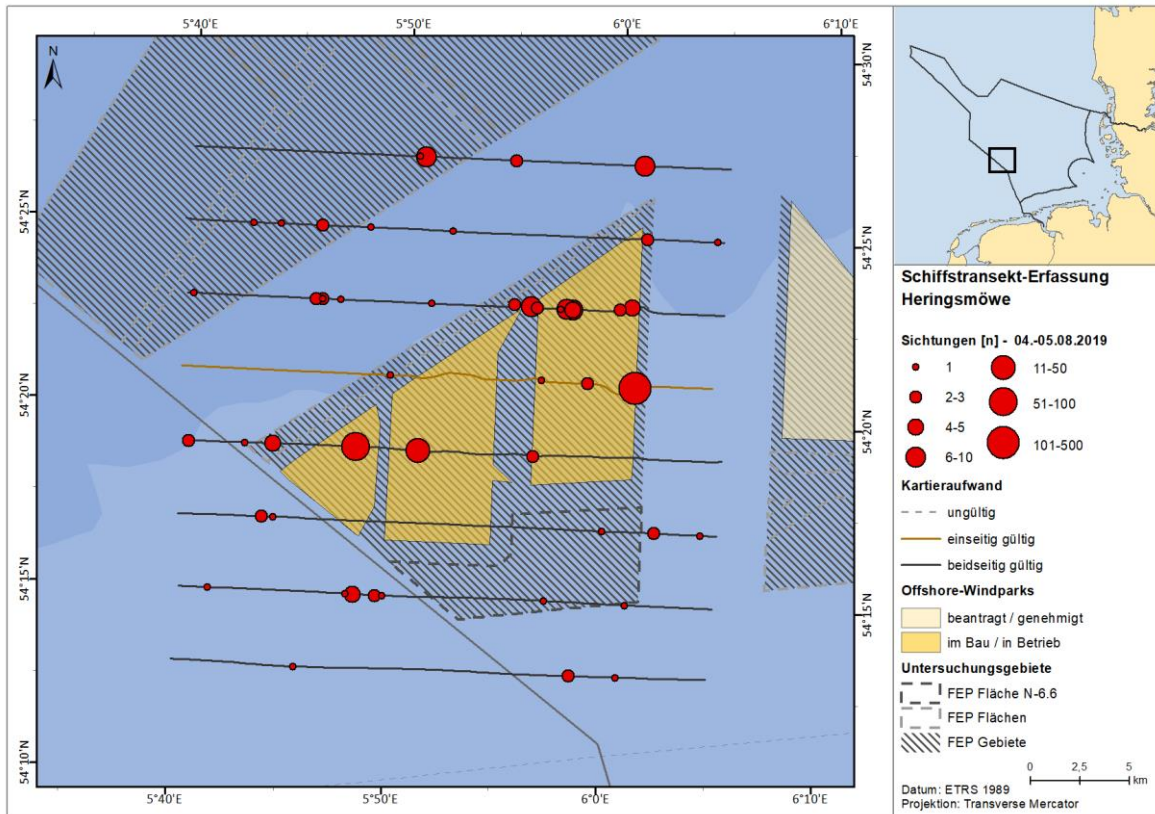 5°40'E
5°50'E
6°0'E
6°10'E
N
54°30'N
54°25'N
54°25'N
54°20'N
54°20'N
54°15'N
54°15'N
54°10'N
5°40'E
5°50'E
6°0'E
6°10'E
Schiffstransekt-Erfassung
Heringsmöwe
Sichtungen [n] - 04.-05.08.2019
1 11-50
2-3 51-100
4-5
6-10 101-500
Kartieraufwand
ungültig
einseitig gültig
beidseitig gültig
Offshore-Windparks
beantragt / genehmigt
im Bau / in Betrieb
Untersuchungsgebiete
FEP Fläche N-6.6
FEP Flächen
FEP Gebiete
0 2,5 5
km
Datum: ETRS 1989
Projektion: Transverse Mercator